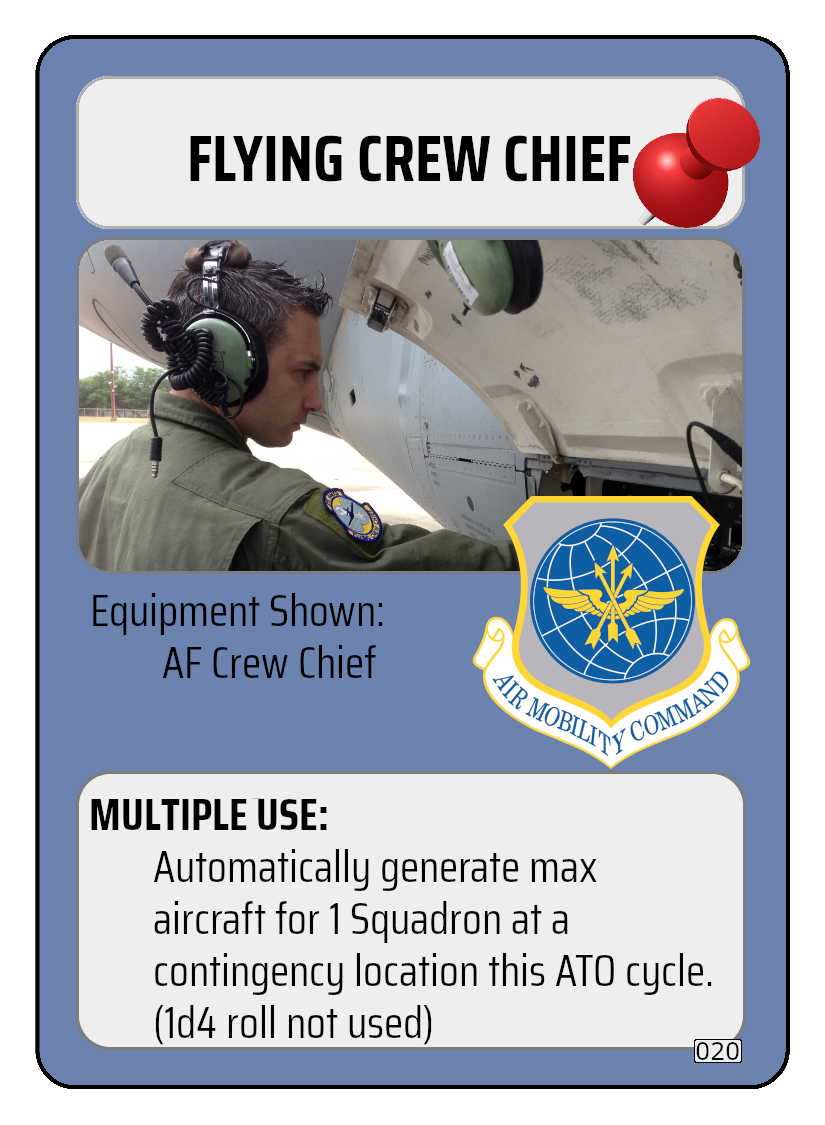 FLYING CREW CHIEF
Equipment Shown:
AF Crew Chief
AIR MOBILITY COMMAND
MULTIPLE USE:
Automatically generate max
aircraft for 1 Squadron at a
contingency location this ATO cycle.
(1d4 roll not used)
020